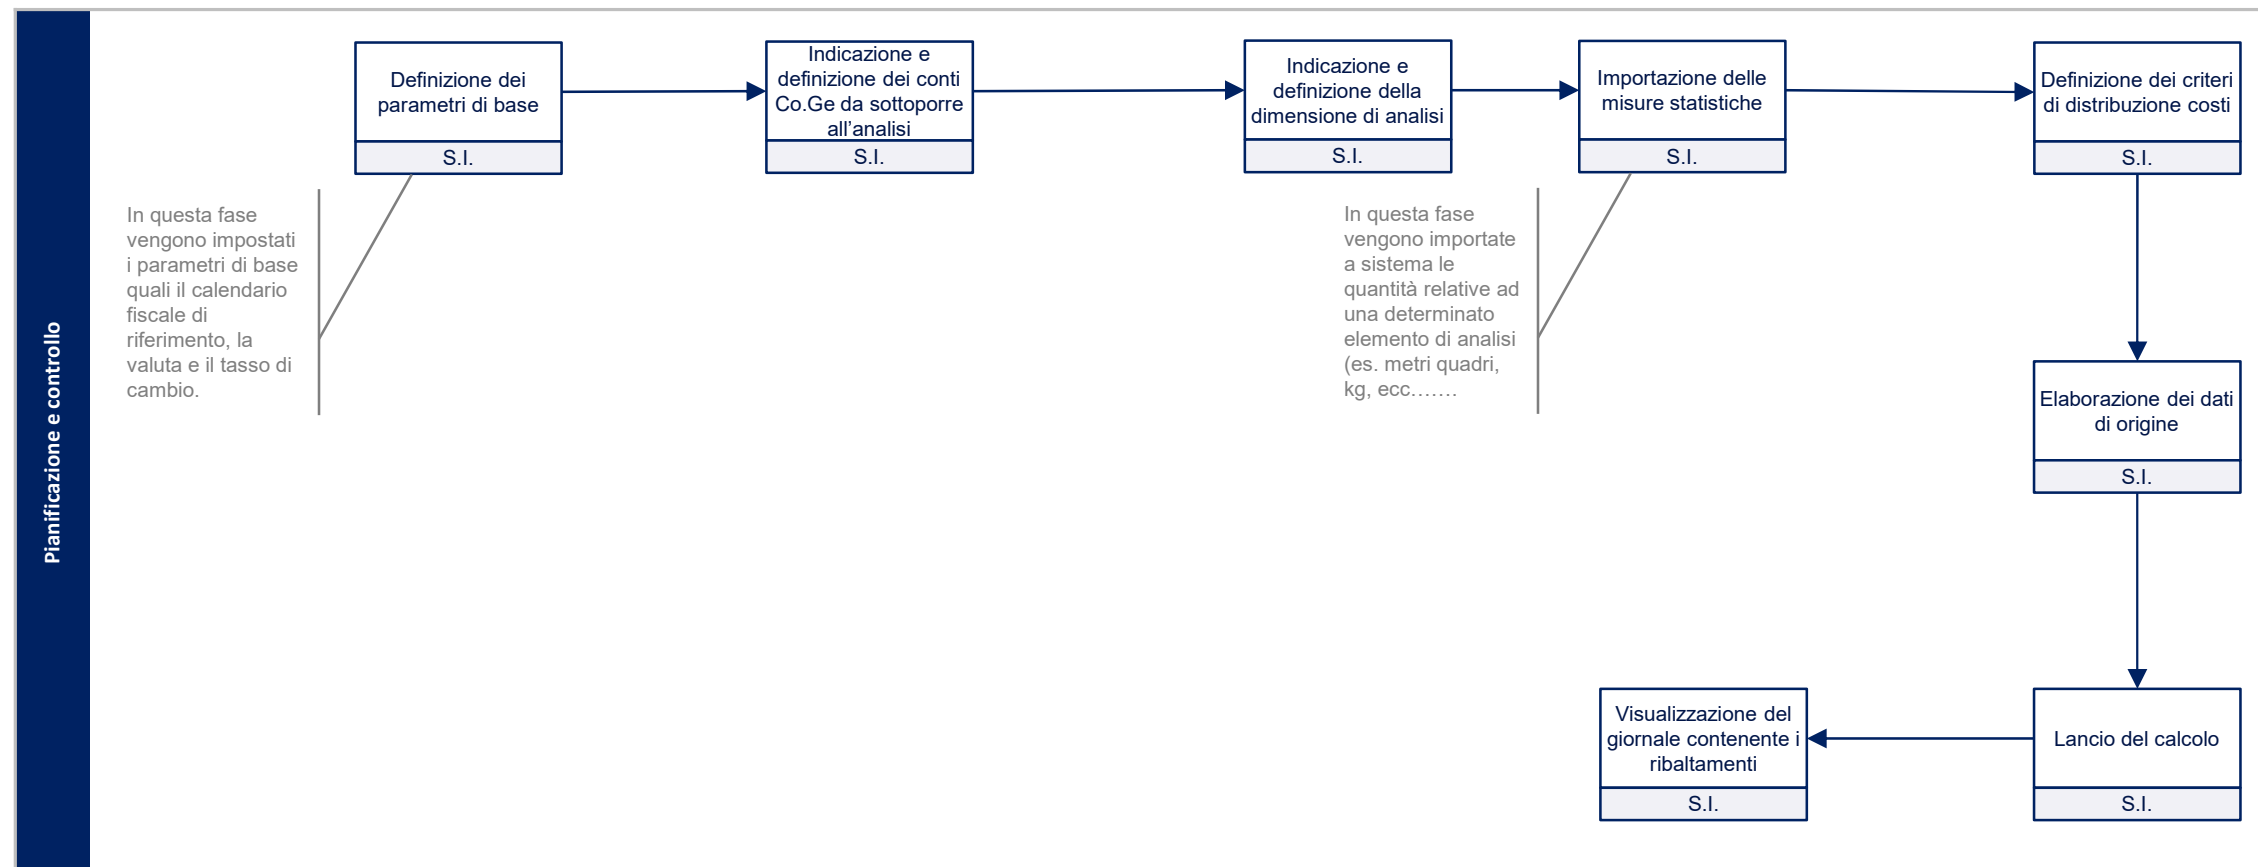 Pianificazione e controllo
Definizione dei
parametri di base
S.I.
Indicazione e
definizione dei conti
Co.Ge da sottoporre
all’analisi
S.I.
Indicazione e
definizione della
dimensione di analisi
S.I.
Importazione delle
misure statistiche
S.I.
Definizione dei criteri
di distribuzione costi
S.I.
In questa fase
vengono impostati
i parametri di base
quali il calendario
fiscale di
riferimento, la
valuta e il tasso di
cambio.
In questa fase
vengono importate
a sistema le
quantità relative ad
una determinato
elemento di analisi
(es. metri quadri,
kg, ecc…….
Elaborazione dei dati
di origine
S.I.
Lancio del calcolo
S.I.
Visualizzazione del
giornale contenente i
ribaltamenti
S.I.